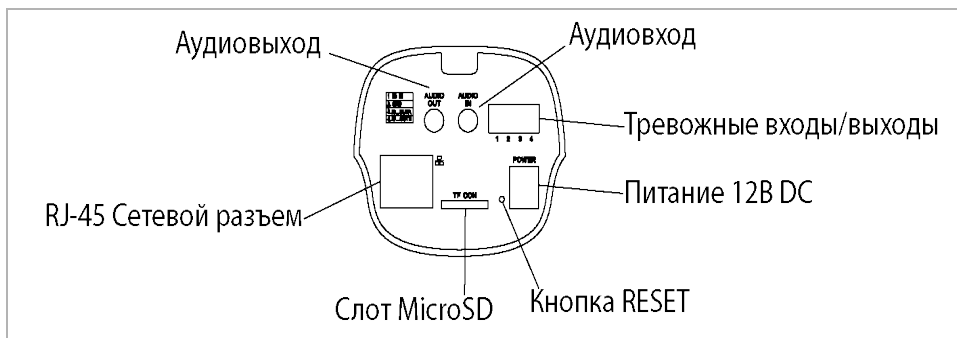 Аудиовыход
Аудиовход
AUDIO
OUT
AUDIO
IN
1 2 3 4
Тревожные входы/выходы
POWER
Питание 12В DC
RJ-45 Сетевой разъем
TF CON
Слот MicroSD
Кнопка RESET